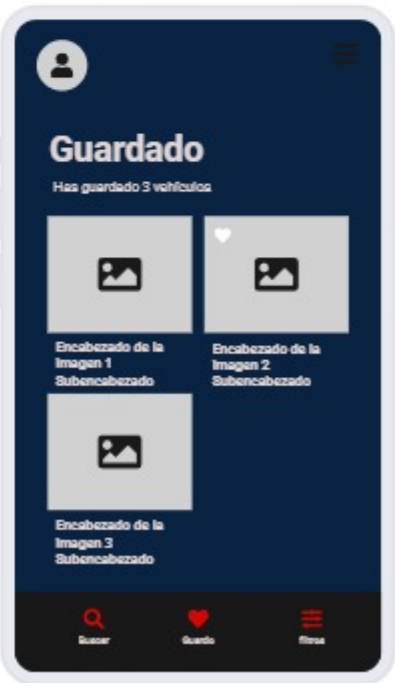 Guardado
Has guardado 3 vehículos
Encabezado de la
Imagen 1
Subencabezado
Encabezado de la
Imagen 2
Subencabezado
Encabezado de la
Imagen 3
Subencabezado
Buscar
Guardo
filtros